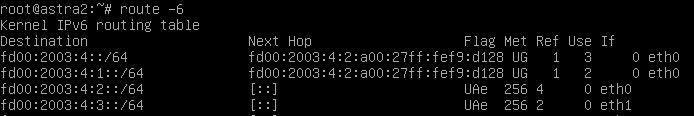 root@astra2:~# route -6
Kernel IPv6 routing table
Destination                    Next Hop                   Flag Met Ref Use If
fd00:2003:4::/64               fd00:2003:4:2:a00:27ff:fef9:d128 UG   1   3      0 eth0
fd00:2003:4:1::/64             fd00:2003:4:2:a00:27ff:fef9:d128 UG   1   2      0 eth0
fd00:2003:4:2::/64             [::]                       UAe  256 4     0 eth0
fd00:2003:4:3::/64             [::]                       UAe  256 2     0 eth1